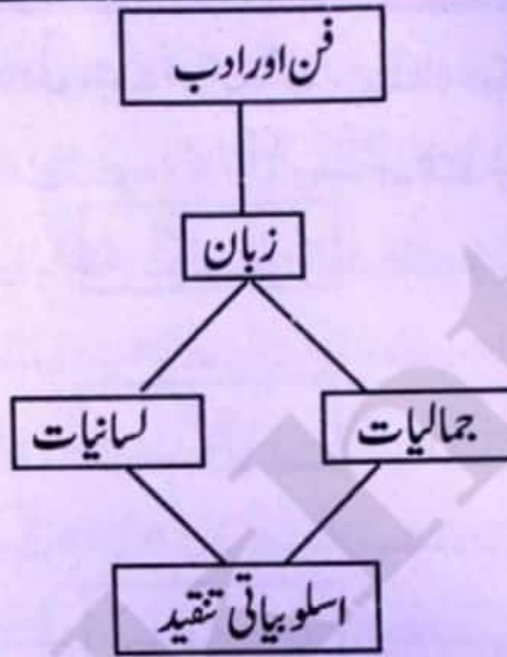 فن اور ادب
زبان
جمالیات
لسانیات
اسلوبیاتی تنقید